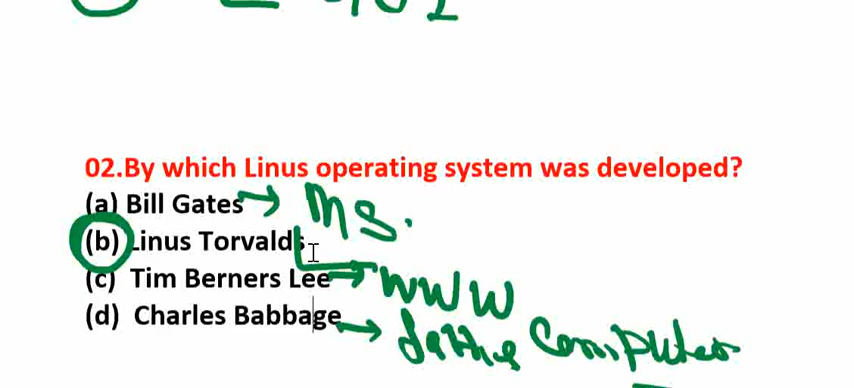 02.By which Linus operating system was developed?
(a) Bill Gates → MS.
(b) Linus Torvalds
(c) Tim Berners Lee → WWW
(d) Charles Babbage → Computer